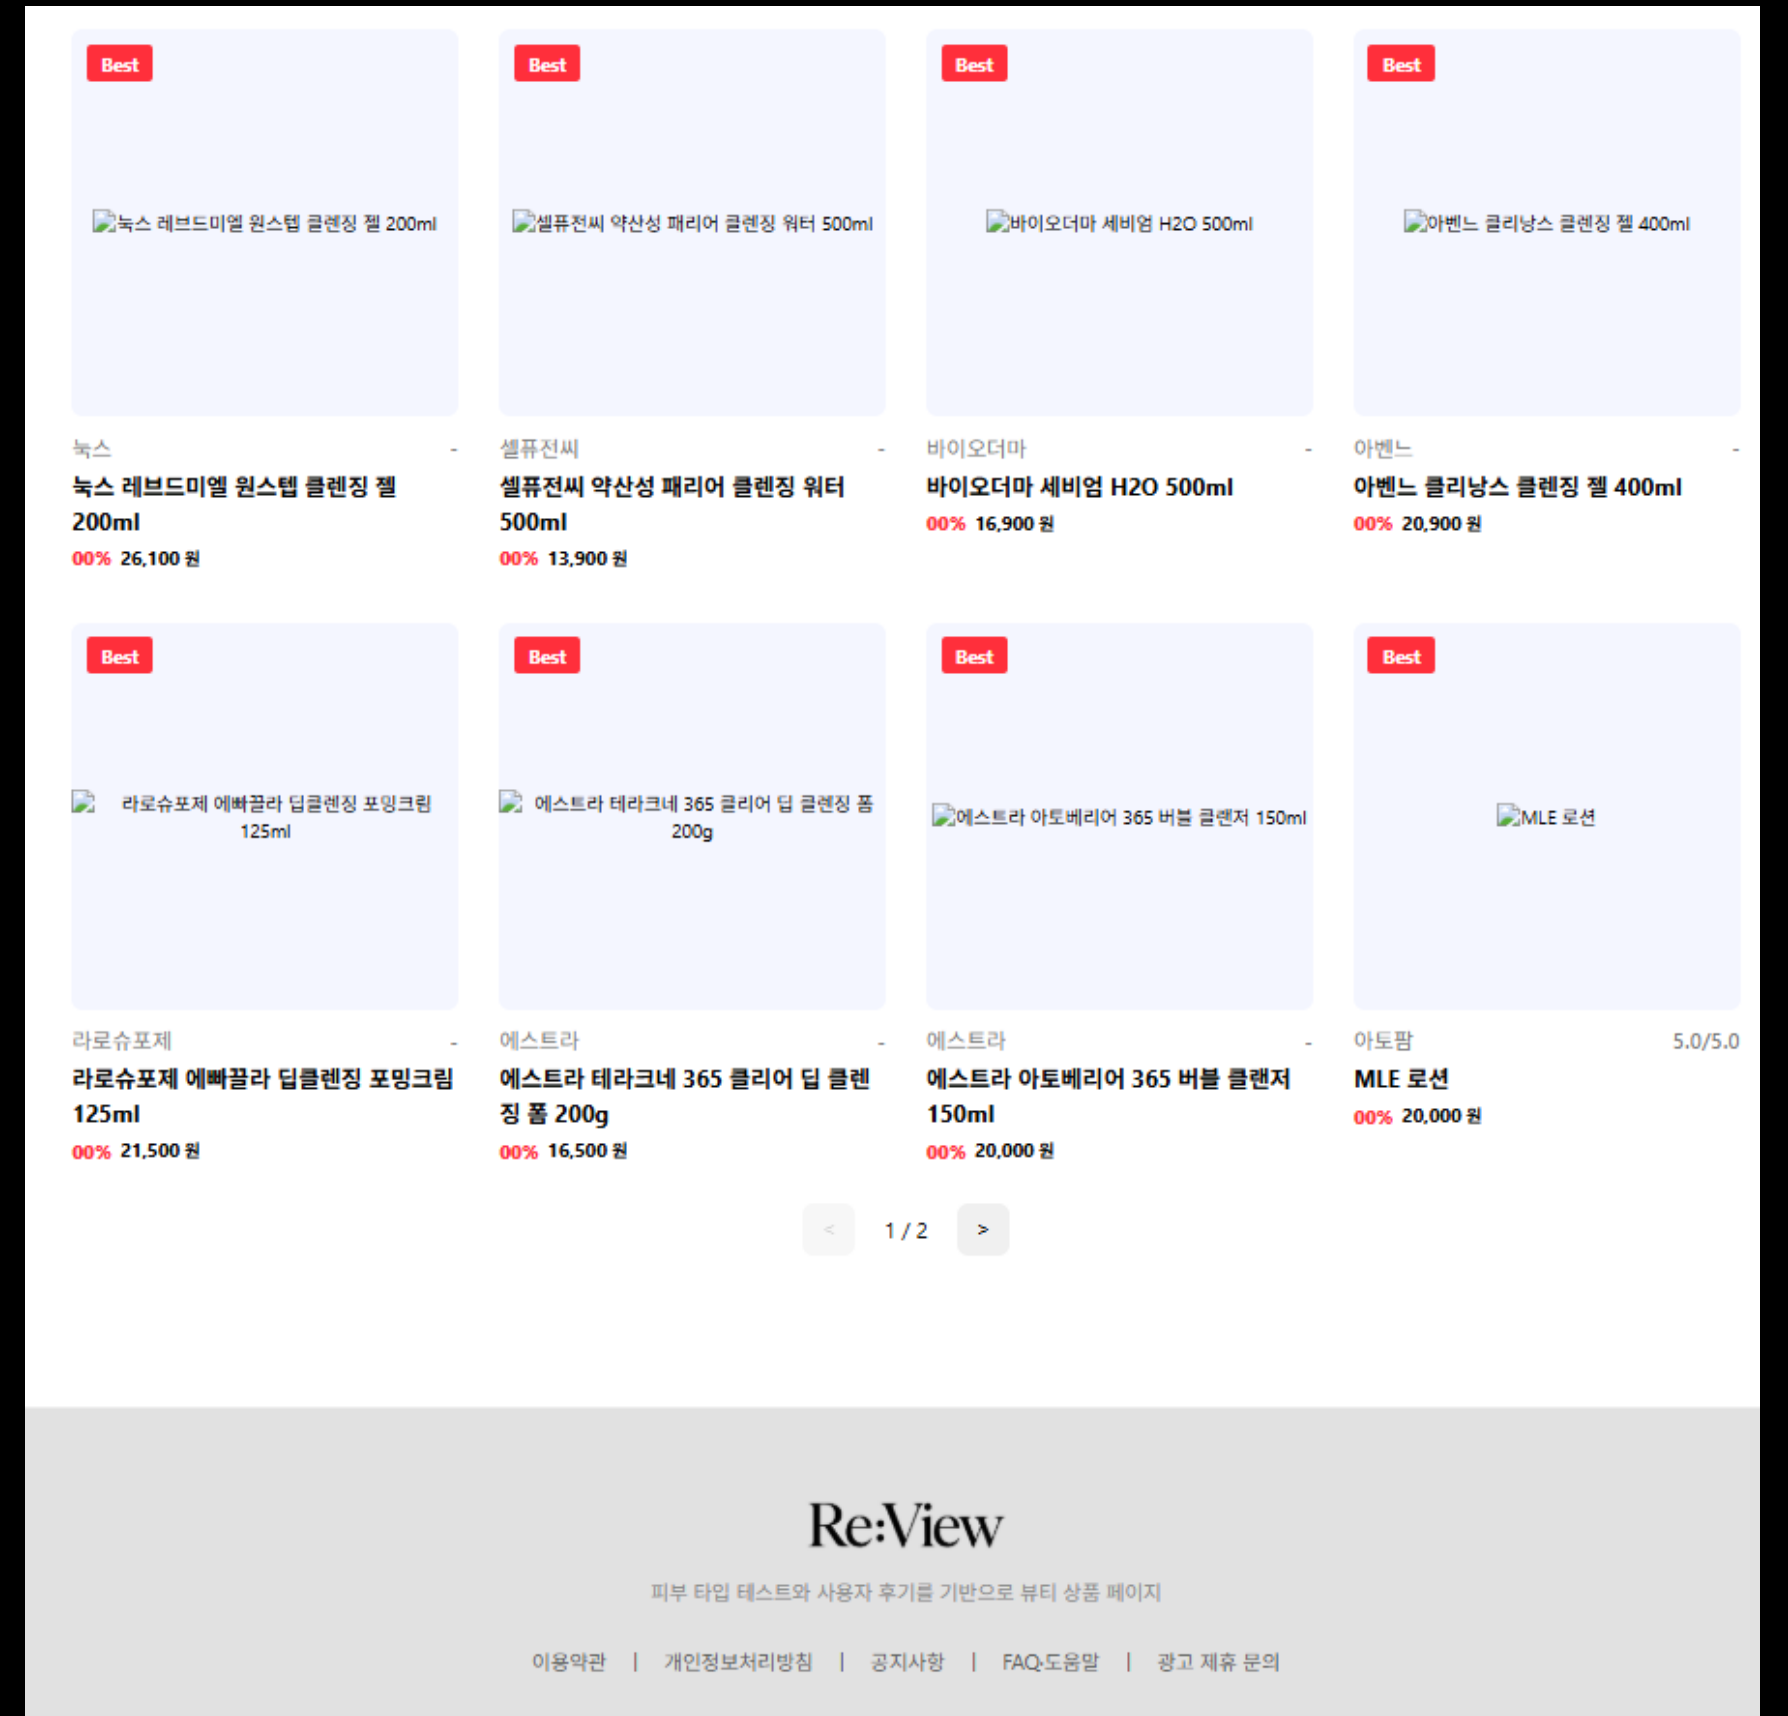 Best
Best
Best
Best
눅스 레브드미엘 원스텝 클렌징 젤 200ml
셀퓨전씨 약산성 패리어 클렌징 워터 500ml
바이오더마 세비엄 H2O 500ml
아벤느 클리낭스 클렌징 젤 400ml
눅스 -
눅스 레브드미엘 원스텝 클렌징 젤
200ml
00% 26,100 원
셀퓨전씨 -
셀퓨전씨 약산성 패리어 클렌징 워터
500ml
00% 13,900 원
바이오더마 -
바이오더마 세비엄 H2O 500ml
00% 16,900 원
아벤느 -
아벤느 클리낭스 클렌징 젤 400ml
00% 20,900 원
Best
Best
Best
Best
라로슈포제 에빠끌라 딥클렌징 포밍크림
125ml
에스트라 테라크네 365 클리어 딥 클렌징 폼
200g
에스트라 아토베리어 365 버블 클랜저 150ml
MLE 로션
라로슈포제 -
라로슈포제 에빠끌라 딥클렌징 포밍크림
125ml
00% 21,500 원
에스트라 -
에스트라 테라크네 365 클리어 딥 클렌
징 폼 200g
00% 16,500 원
에스트라 -
에스트라 아토베리어 365 버블 클랜저
150ml
00% 20,000 원
아토팜 5.0/5.0
MLE 로션
00% 20,000 원
< 1 / 2 >
Re:View
피부 타입 테스트와 사용자 후기를 기반으로 뷰티 상품 페이지
이용약관 | 개인정보처리방침 | 공지사항 | FAQ·도움말 | 광고 제휴 문의